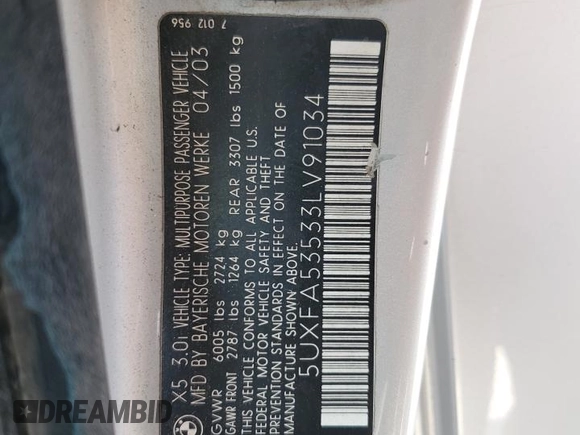 7 012 956
X5 3.0i VEHICLE TYPE: MULTIPURPOSE PASSENGER VEHICLE
MFD BY BAYERISCHE MOTOREN WERKE 04/03
GVWR 6005 lbs 2724 kg
GAWR FRONT 2787 lbs 1264 kg REAR 3307 lbs 1500 kg
THIS VEHICLE CONFORMS TO ALL APPLICABLE U.S.
FEDERAL MOTOR VEHICLE SAFETY AND THEFT
PREVENTION STANDARDS IN EFFECT ON THE DATE OF
MANUFACTURE SHOWN ABOVE.
5UXFA53533LV91034
DREAMBID